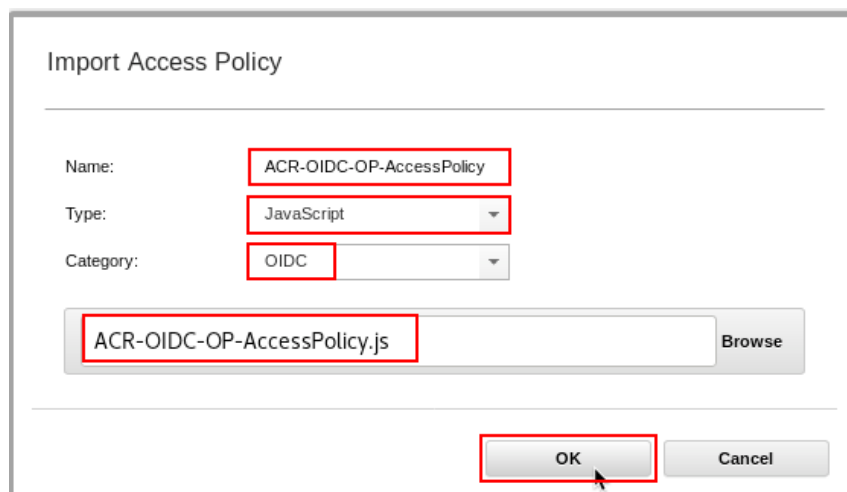 Import Access Policy
Name: ACR-OIDC-OP-AccessPolicy
Type: JavaScript
Category: OIDC
ACR-OIDC-OP-AccessPolicy.js Browse
OK Cancel